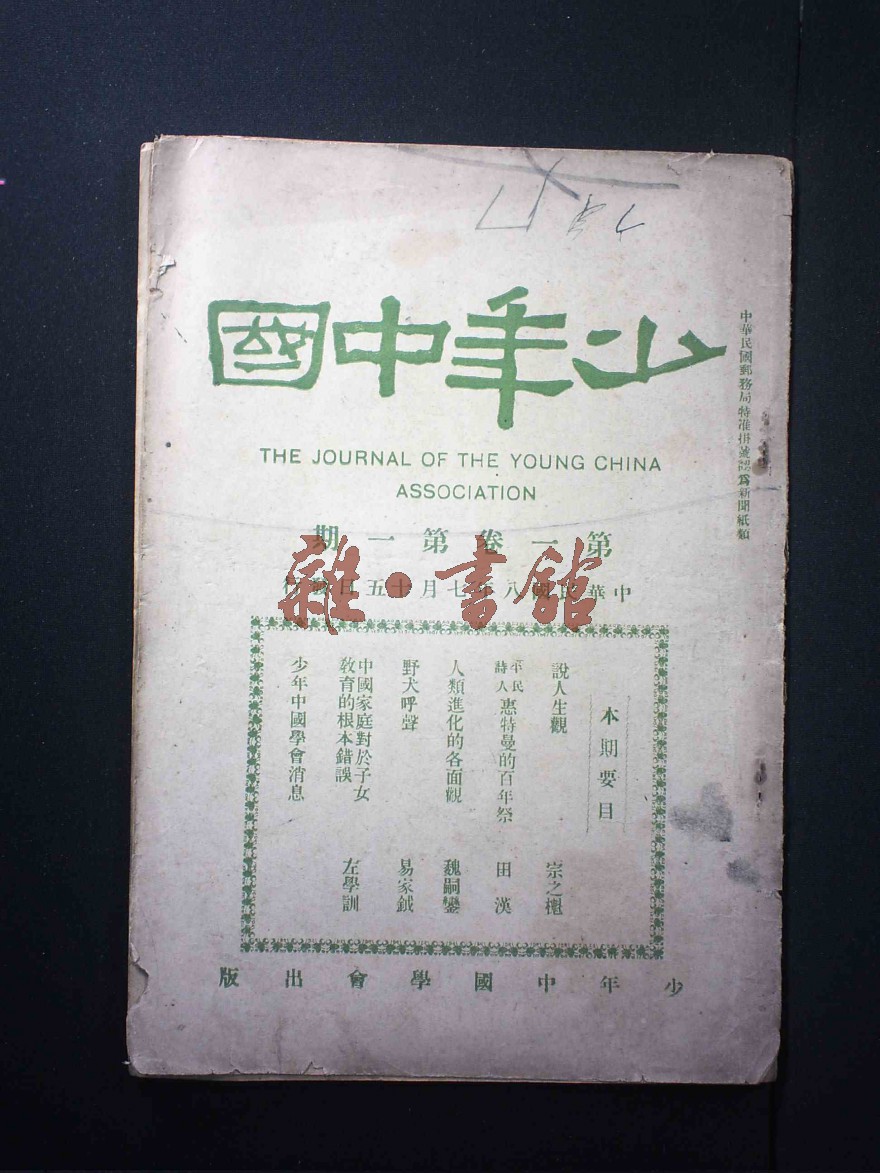 少年中國
THE JOURNAL OF THE YOUNG CHINA
ASSOCIATION
第一卷第一期
中華民國八年七月十五日發行
中華民國郵務局特准掛號認爲新聞紙類
雜·書館
本期要目
說人生觀 宗之櫆
平民詩人惠特曼的百年祭 田漢
人類進化的各面觀 魏嗣鑾
野犬呼聲 易家鉞
中國家庭對於子女
教育的根本錯誤 左學訓
少年中國學會消息
少年中國學會出版